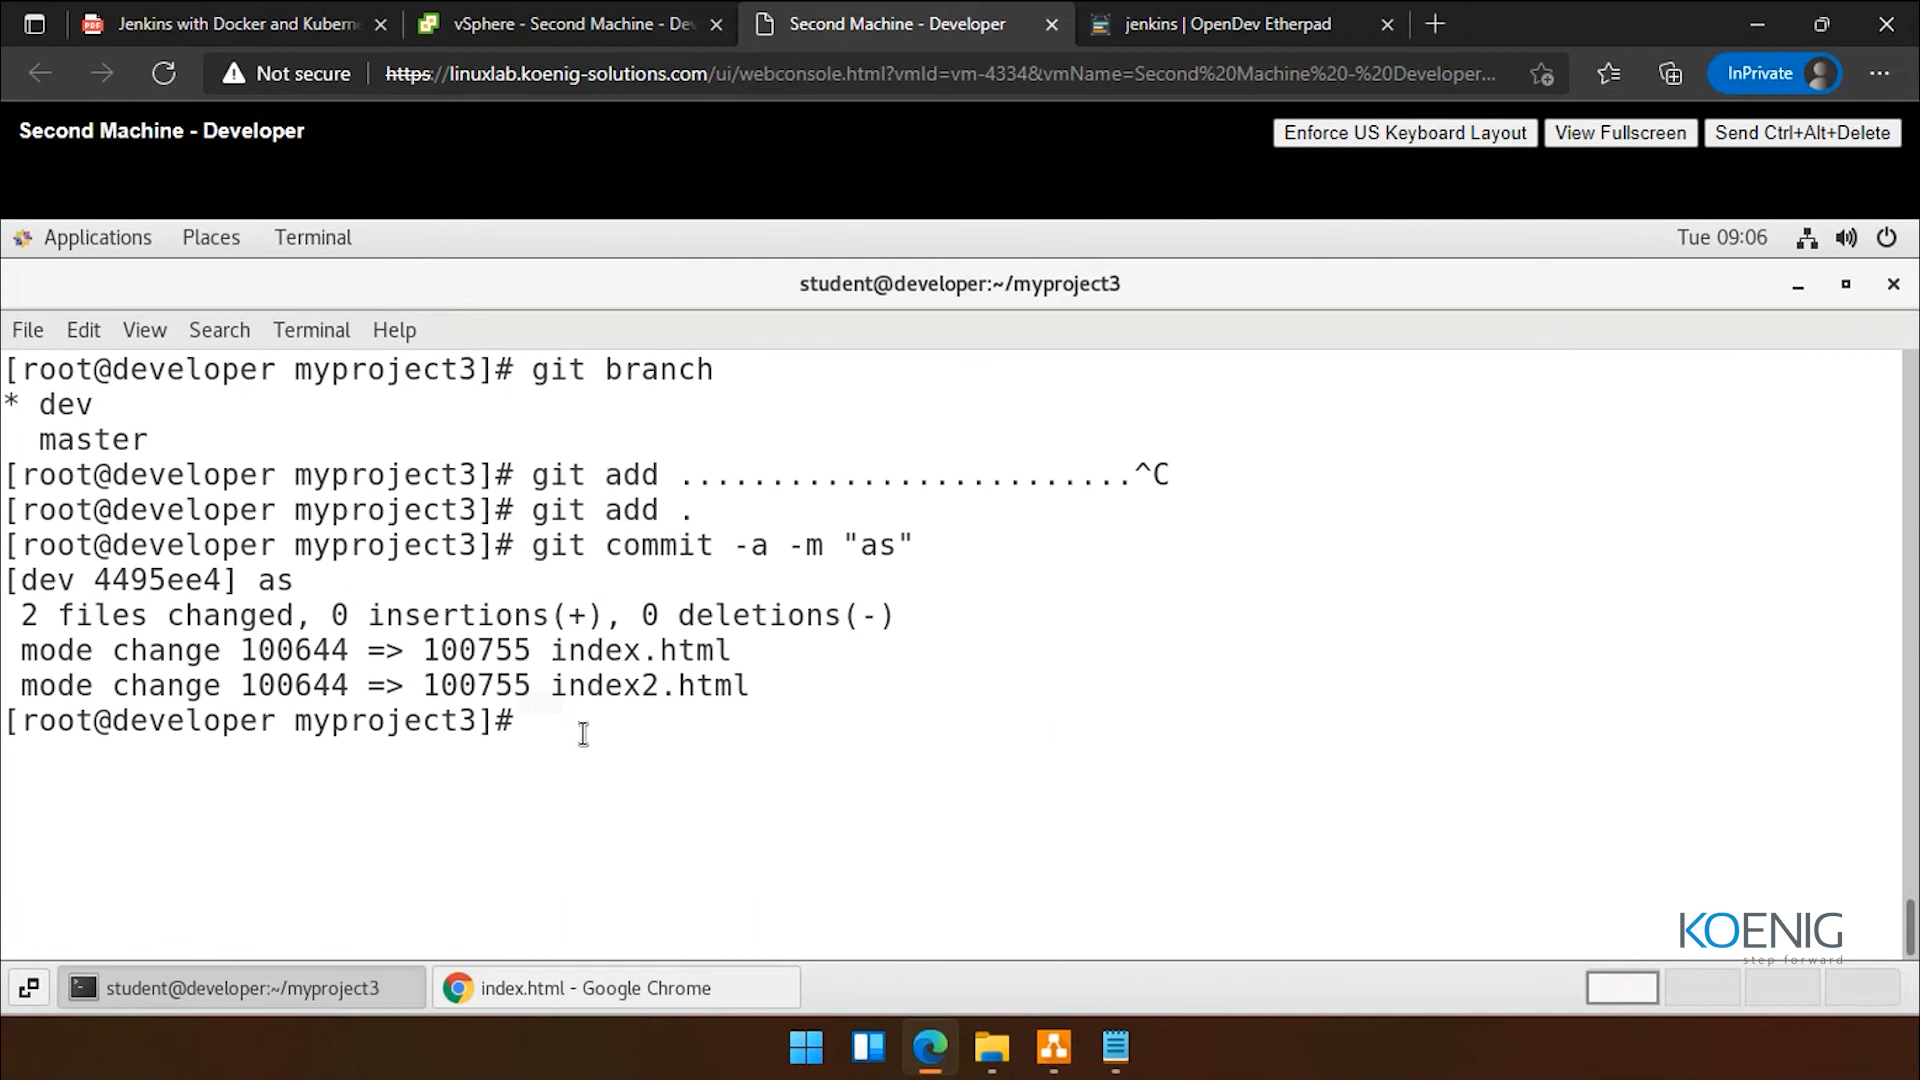 Jenkins with Docker and Kuberne
vSphere - Second Machine - Dev
Second Machine - Developer
jenkins | OpenDev Etherpad
Not secure
https://linuxlab.koenig-solutions.com/ui/webconsole.html?vmId=vm-4334&vmName=Second%20Machine%20-%20Developer...
InPrivate
Second Machine - Developer
Enforce US Keyboard Layout
View Fullscreen
Send Ctrl+Alt+Delete
Applications Places Terminal
Tue 09:06
student@developer:~/myproject3
File Edit View Search Terminal Help
[root@developer myproject3]# git branch
* dev
  master
[root@developer myproject3]# git add .........................^C
[root@developer myproject3]# git add .
[root@developer myproject3]# git commit -a -m "as"
[dev 4495ee4] as
 2 files changed, 0 insertions(+), 0 deletions(-)
 mode change 100644 => 100755 index.html
 mode change 100644 => 100755 index2.html
[root@developer myproject3]#
KOENIG
step forward
student@developer:~/myproject3
index.html - Google Chrome